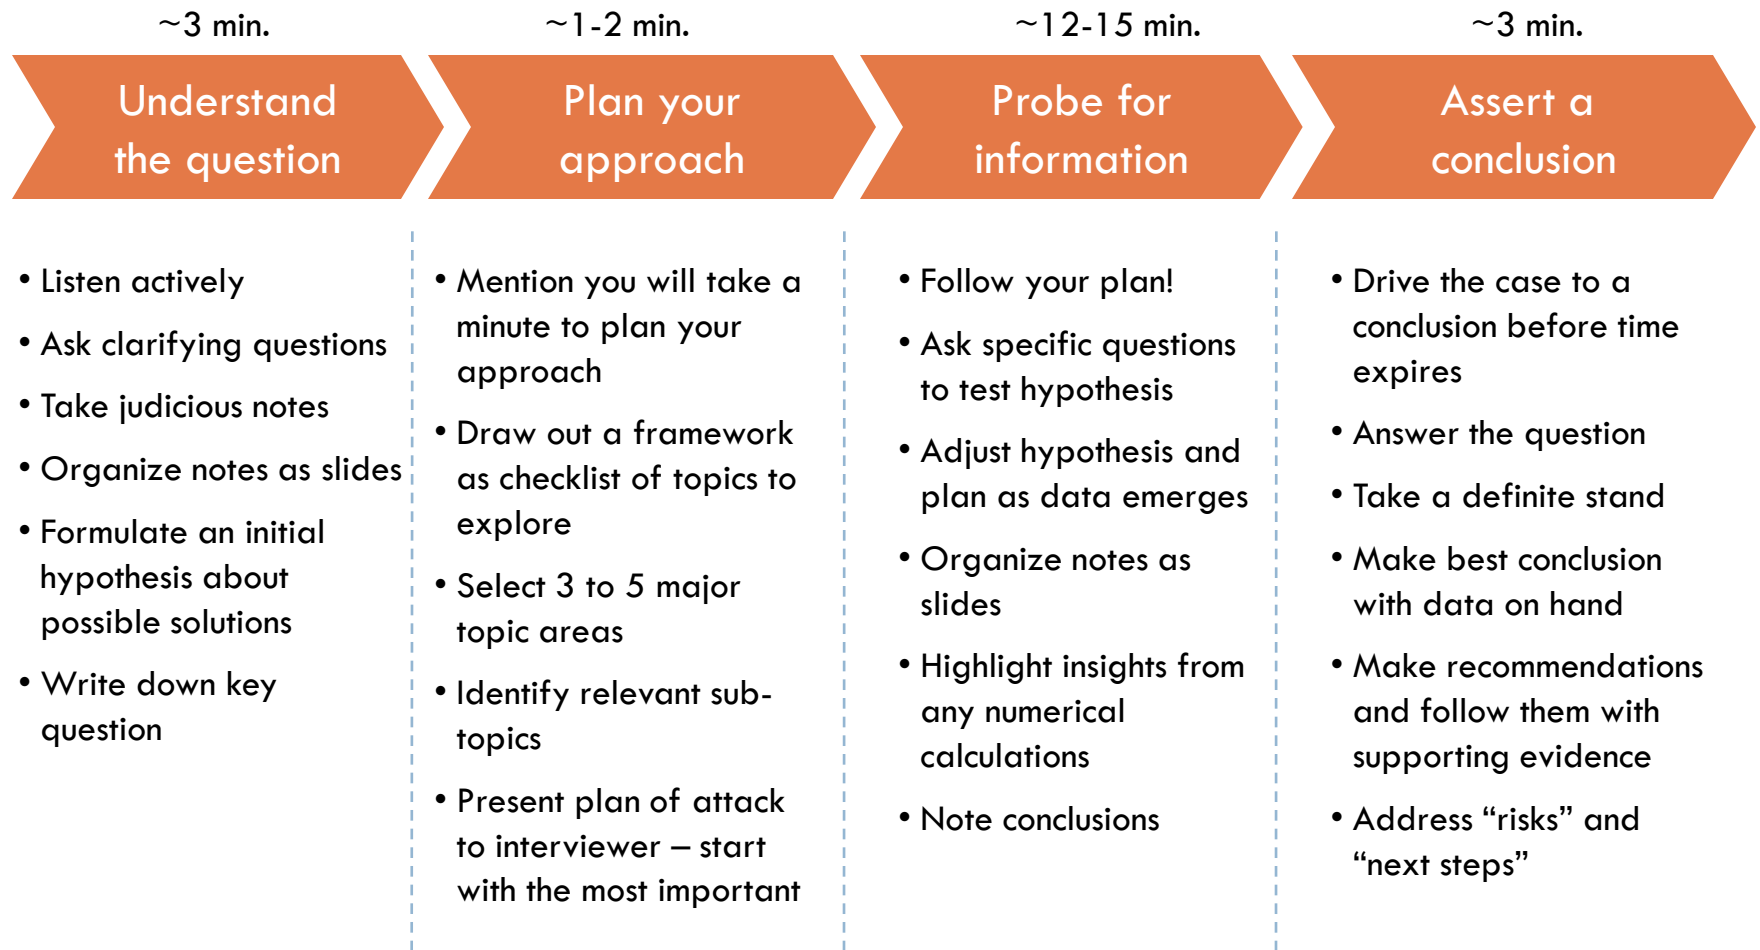 ~3 min.
Understand
the question
• Listen actively
• Ask clarifying questions
• Take judicious notes
• Organize notes as slides
• Formulate an initial
hypothesis about
possible solutions
• Write down key
question
~1-2 min.
Plan your
approach
• Mention you will take a
minute to plan your
approach
• Draw out a framework
as checklist of topics to
explore
• Select 3 to 5 major
topic areas
• Identify relevant sub-
topics
• Present plan of attack
to interviewer – start
with the most important
~12-15 min.
Probe for
information
• Follow your plan!
• Ask specific questions
to test hypothesis
• Adjust hypothesis and
plan as data emerges
• Organize notes as
slides
• Highlight insights from
any numerical
calculations
• Note conclusions
~3 min.
Assert a
conclusion
• Drive the case to a
conclusion before time
expires
• Answer the question
• Take a definite stand
• Make best conclusion
with data on hand
• Make recommendations
and follow them with
supporting evidence
• Address “risks” and
“next steps”